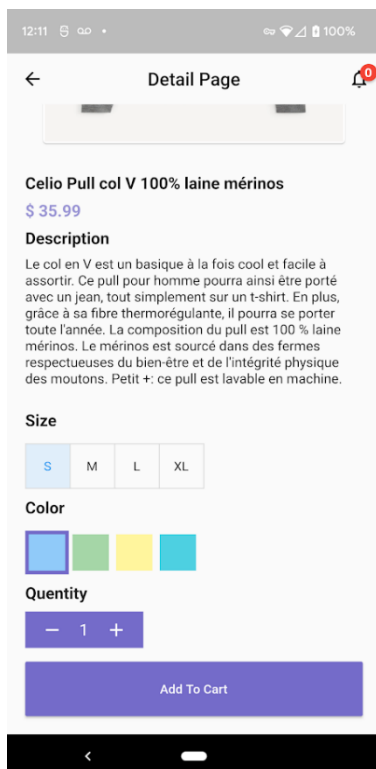 12:11
100%
Detail Page
0
Celio Pull col V 100% laine mérinos
$ 35.99
Description
Le col en V est un basique à la fois cool et facile à
assortir. Ce pull pour homme pourra ainsi être porté
avec un jean, tout simplement sur un t-shirt. En plus,
grâce à sa fibre thermorégulante, il pourra se porter
toute l'année. La composition du pull est 100 % laine
mérinos. Le mérinos est sourcé dans des fermes
respectueuses du bien-être et de l'intégrité physique
des moutons. Petit +: ce pull est lavable en machine.
Size
S M L XL
Color
Quentity
− 1 +
Add To Cart